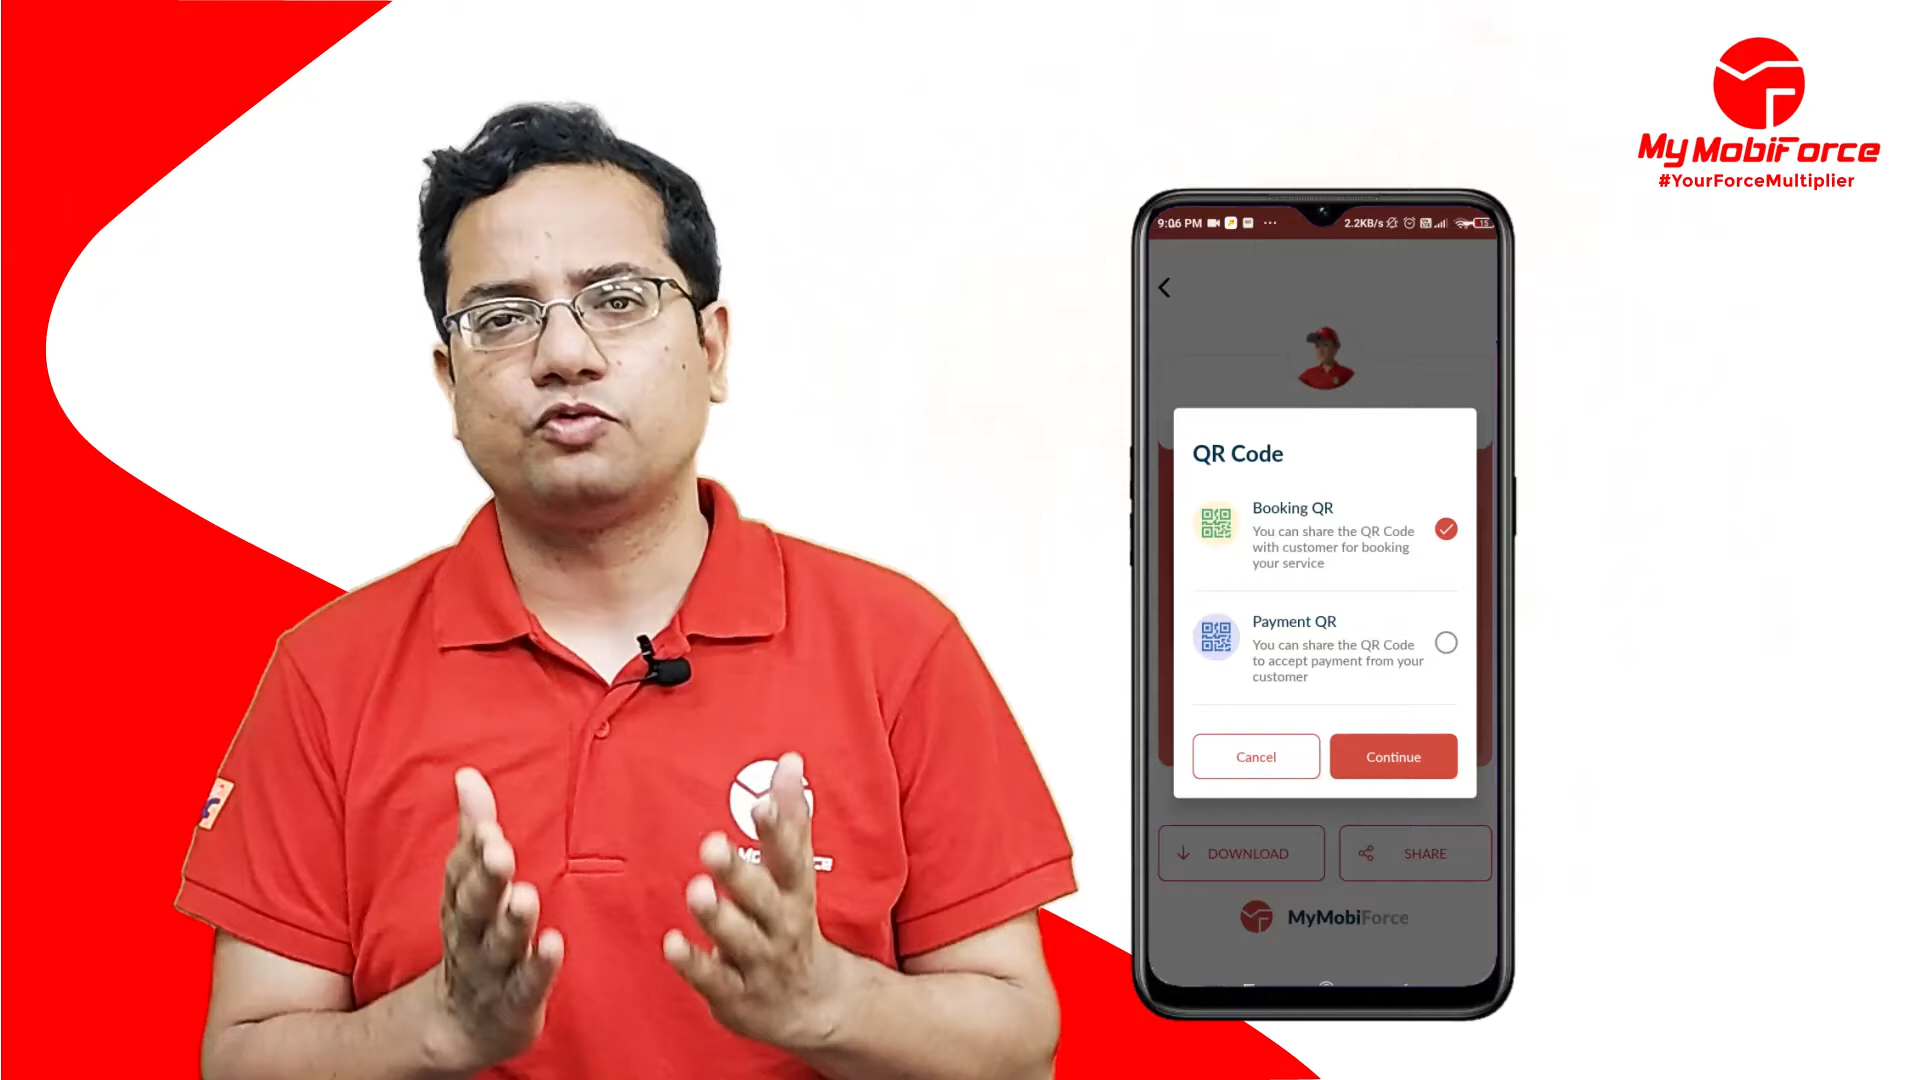 MyMobiForce
#YourForceMultiplier
9:06 PM
2.2KB/s
15
QR Code
Booking QR
You can share the QR Code
with customer for booking
your service
Payment QR
You can share the QR Code
to accept payment from your
customer
Cancel
Continue
DOWNLOAD
SHARE
MyMobiForce